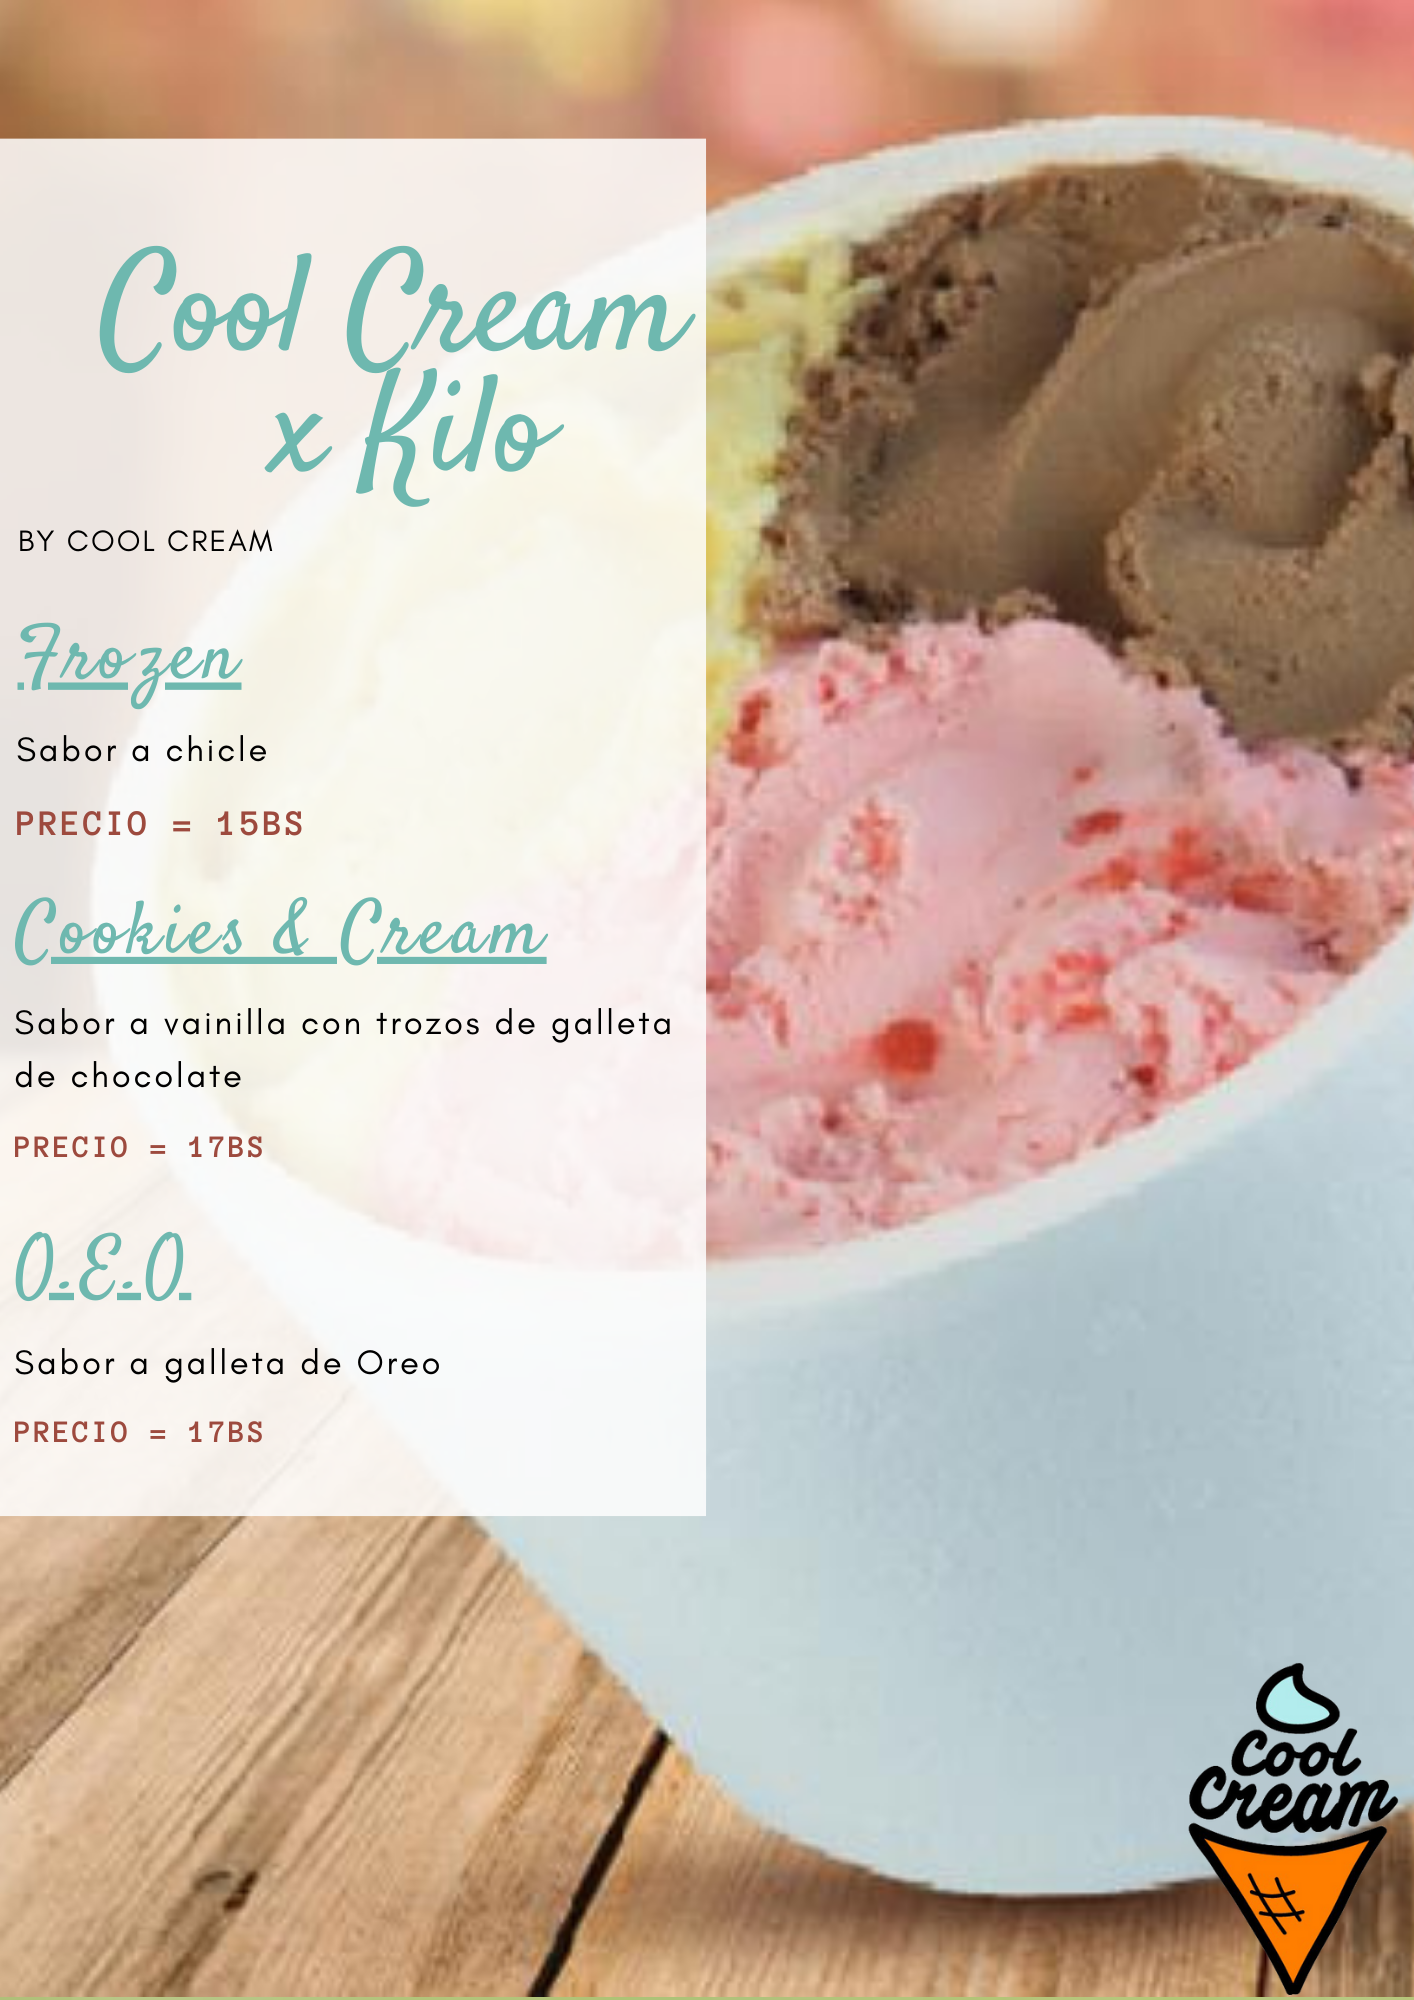 Cool Cream
x Kilo
BY COOL CREAM
Frozen
Sabor a chicle
PRECIO = 15BS
Cookies & Cream
Sabor a vainilla con trozos de galleta
de chocolate
PRECIO = 17BS
O.E.O.
Sabor a galleta de Oreo
PRECIO = 17BS
Cool
Cream